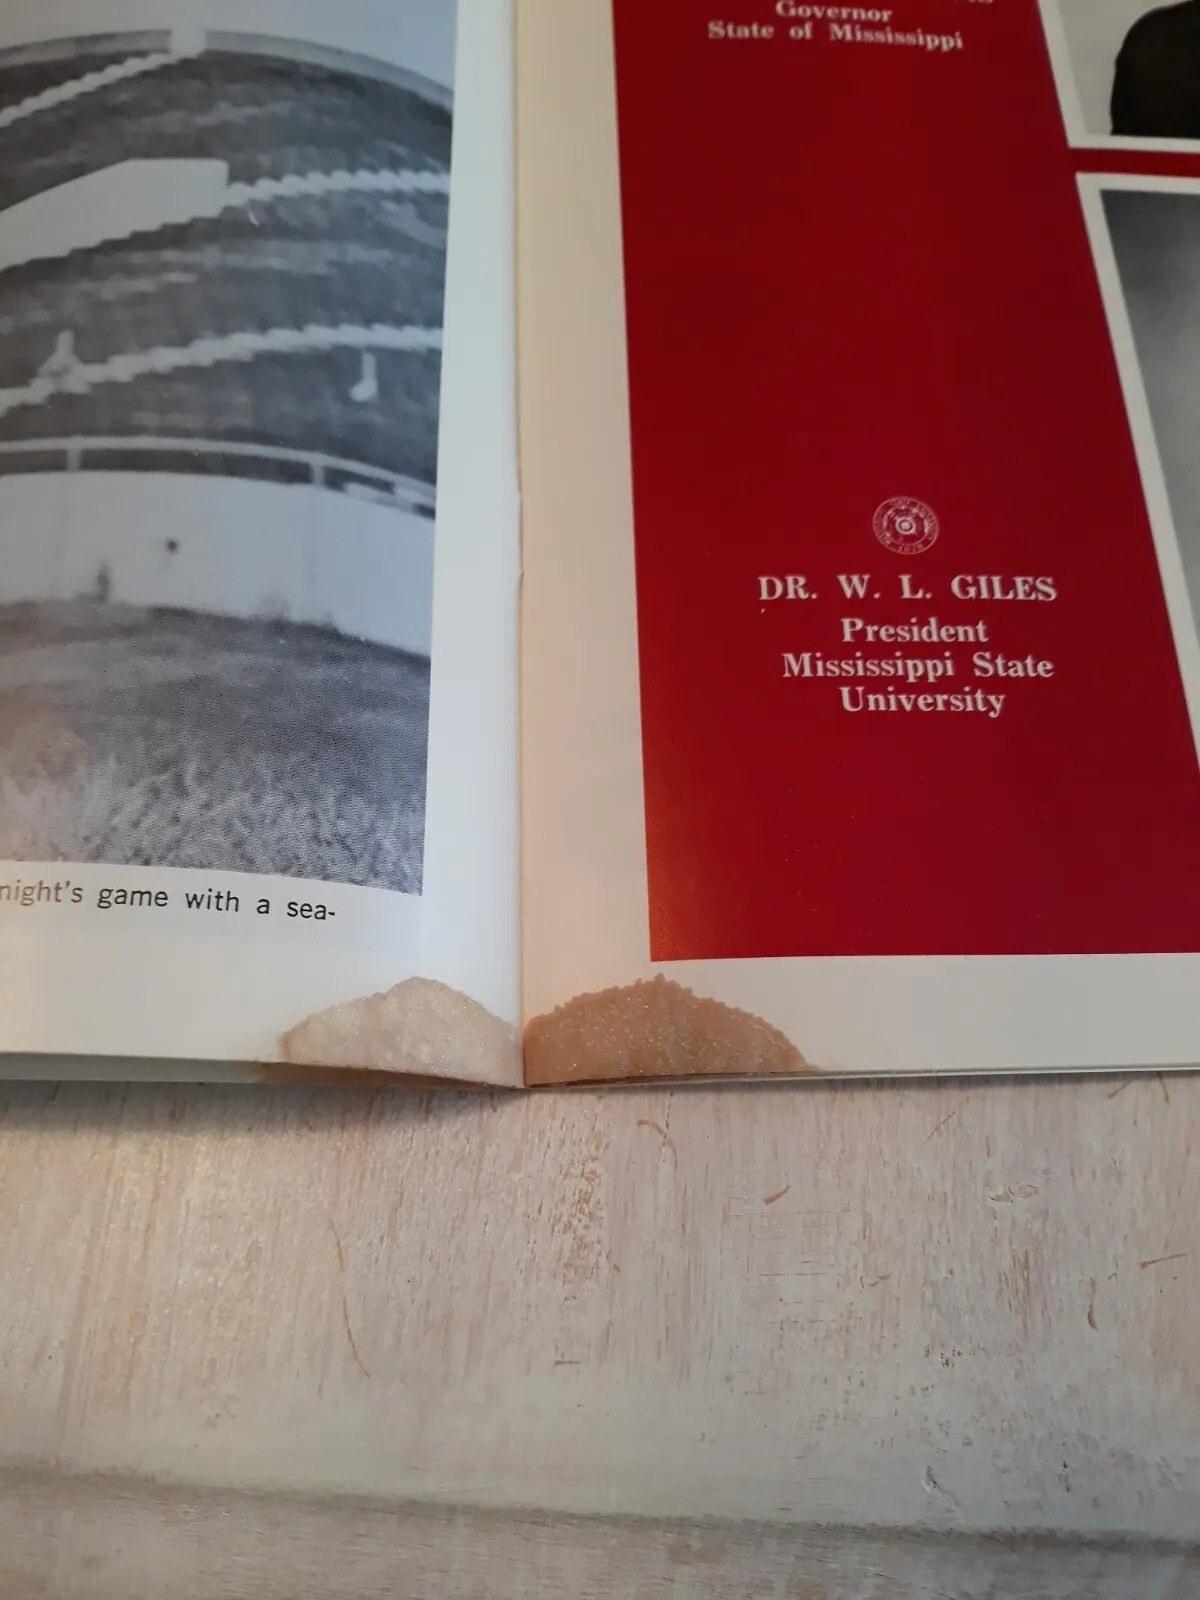 night's game with a sea-
Governor
State of Mississippi
DR. W. L. GILES
President
Mississippi State
University